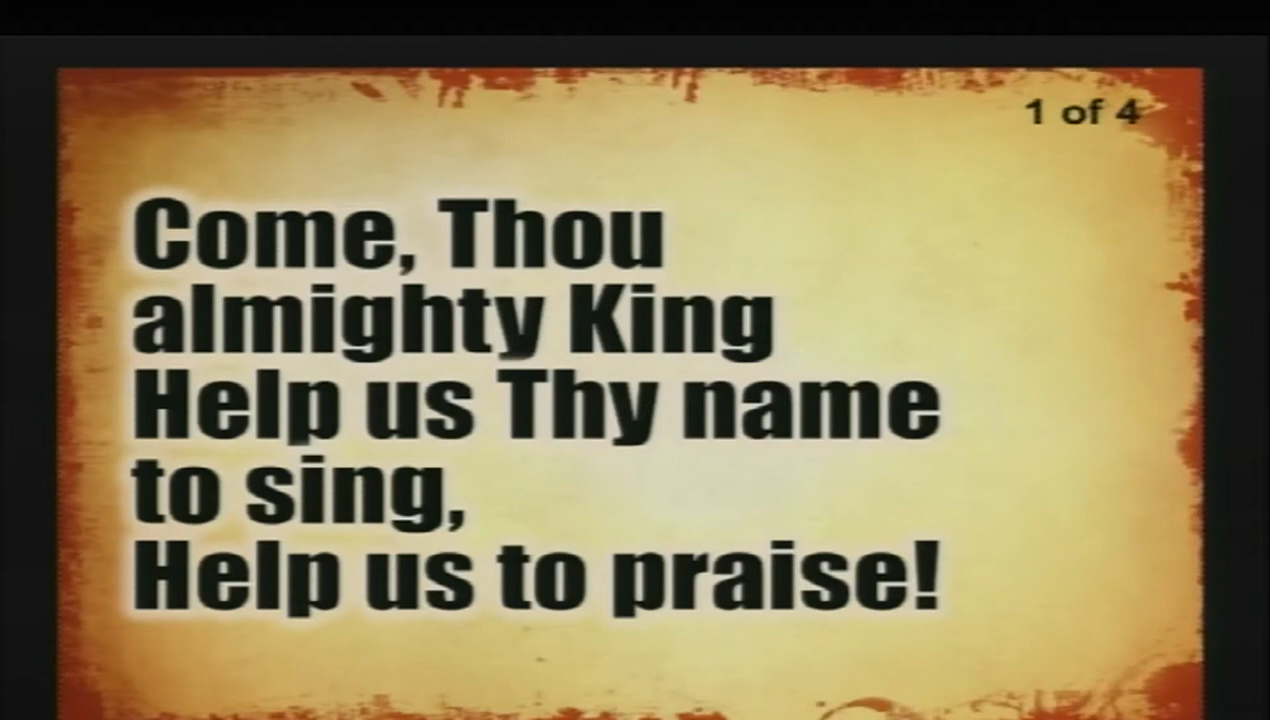 1 of 4
Come, Thou
almighty King
Help us Thy name
to sing,
Help us to praise!